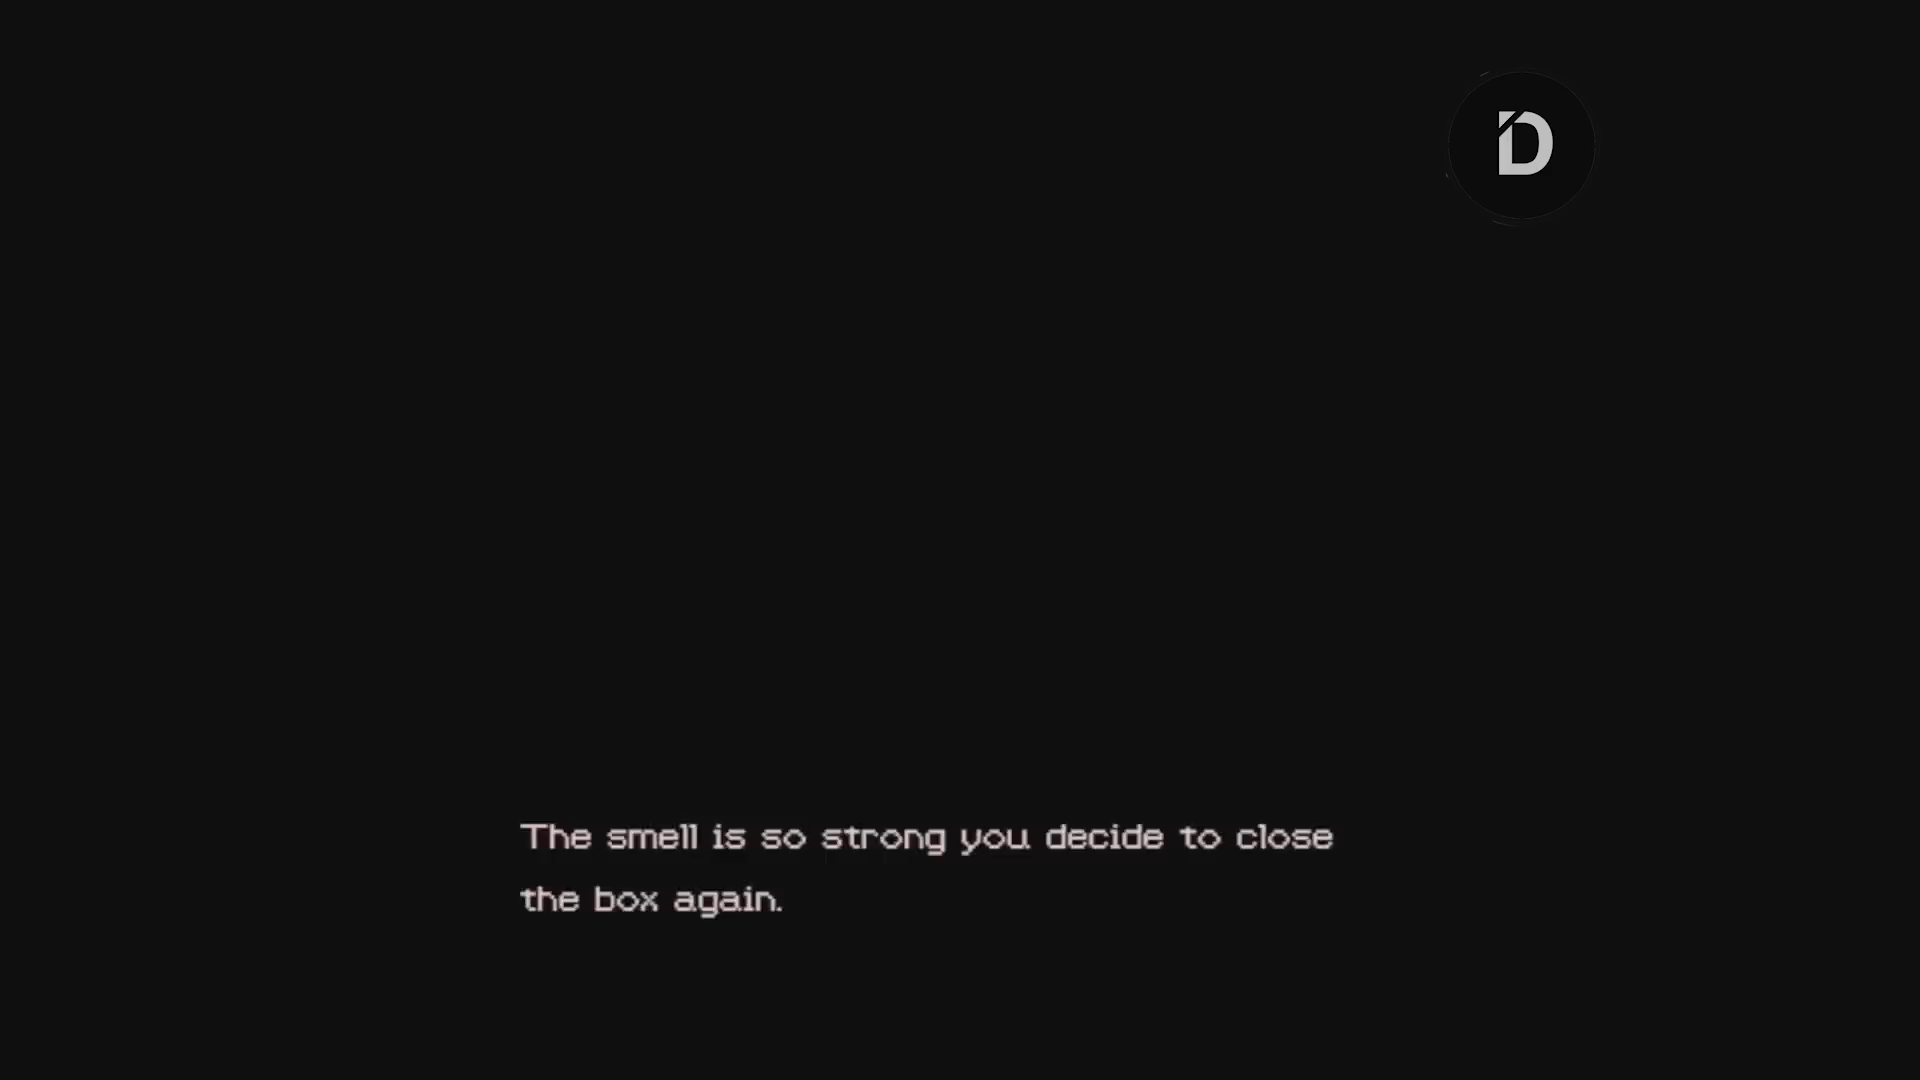 D
The smell is so strong you decide to close
the box again.